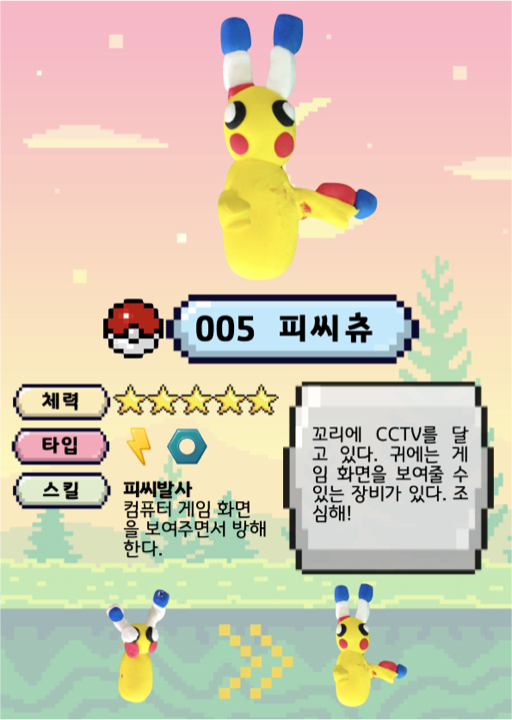 005 피씨츄
체력
타입
스킬
피씨발사
컴퓨터 게임 화면
을 보여주면서 방해
한다.
꼬리에 CCTV를 달
고 있다. 귀에는 게
임 화면을 보여줄 수
있는 장비가 있다. 조
심해!